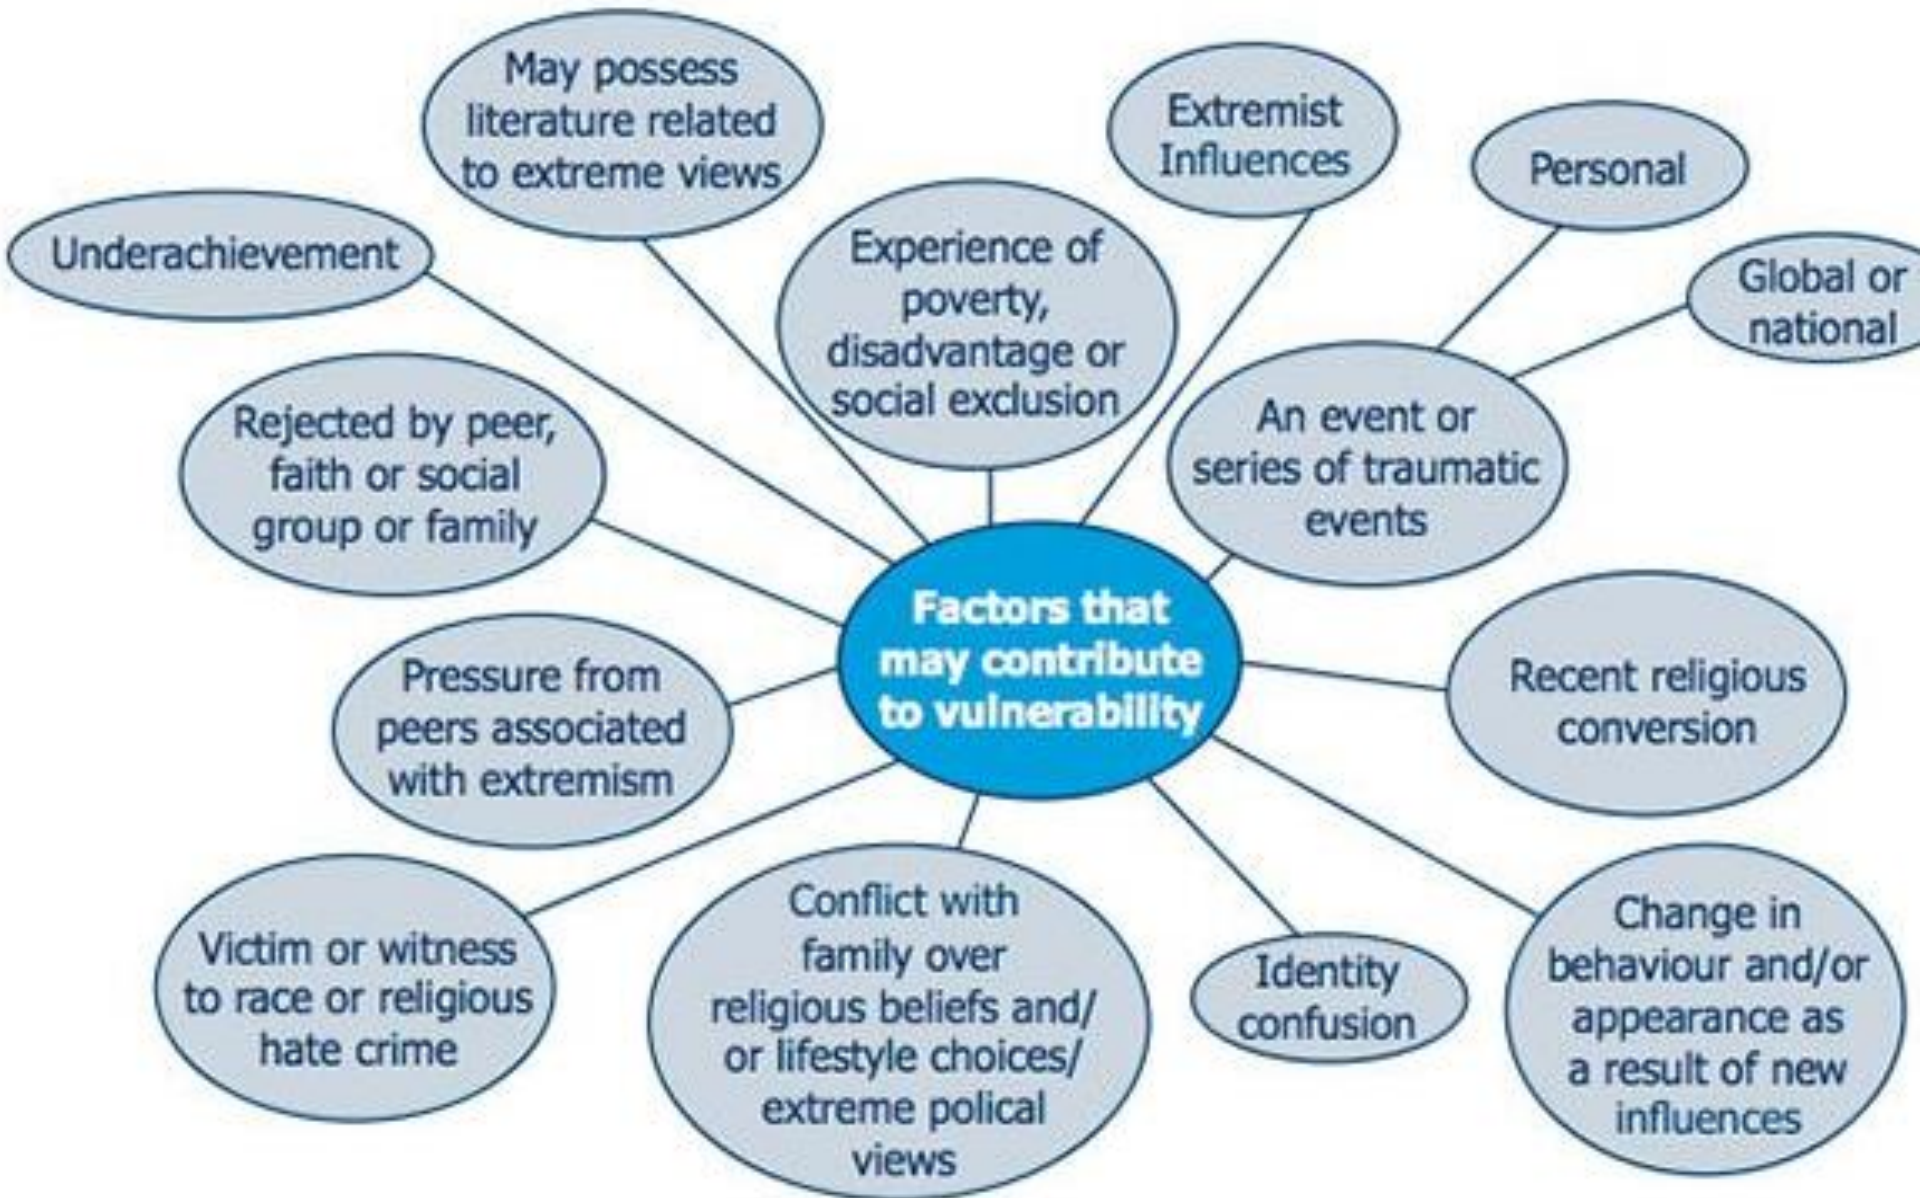 May possess
literature related
to extreme views
Extremist
Influences
Personal
Underachievement
Experience of
poverty,
disadvantage or
social exclusion
Global or
national
Rejected by peer,
faith or social
group or family
An event or
series of traumatic
events
Factors that
may contribute
to vulnerability
Pressure from
peers associated
with extremism
Recent religious
conversion
Victim or witness
to race or religious
hate crime
Conflict with
family over
religious beliefs and/
or lifestyle choices/
extreme polical
views
Identity
confusion
Change in
behaviour and/or
appearance as
a result of new
influences